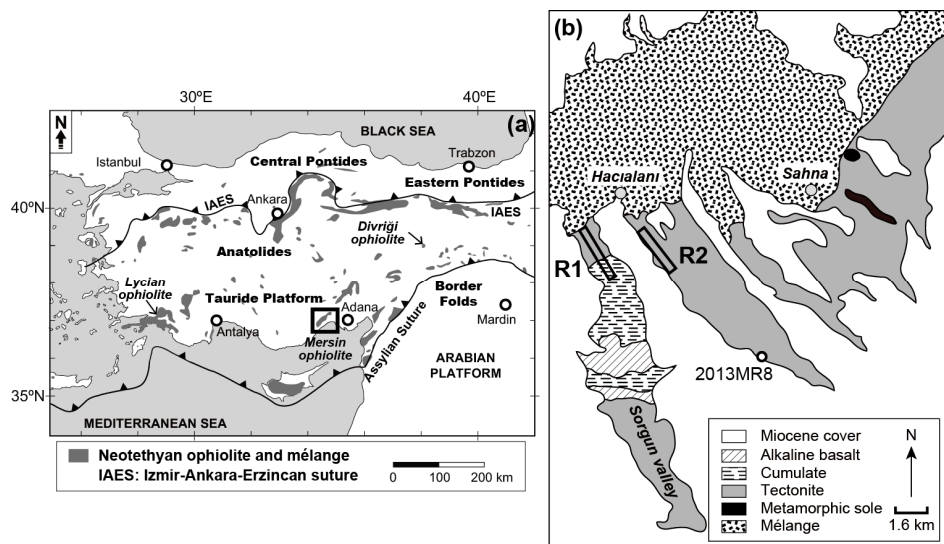 30ºE
40ºE
N
(a)
BLACK SEA
Istanbul
Central Pontides
Trabzon
Eastern Pontides
IAES
Ankara
IAES
40ºN
Anatolides
Divriği
ophiolite
Lycian
ophiolite
Tauride Platform
Border
Folds
Adana
Antalya
Mersin
ophiolite
Mardin
Assylian Suture
ARABIAN
PLATFORM
35ºN
MEDITERRANEAN SEA
Neotethyan ophiolite and mélange
IAES: Izmir-Ankara-Erzincan suture
0 100 200 km
(b)
Hacıalanı
Sahna
R1
R2
2013MR8
Sorgun valley
Miocene cover
Alkaline basalt
Cumulate
Tectonite
Metamorphic sole
Mélange
N
1.6 km